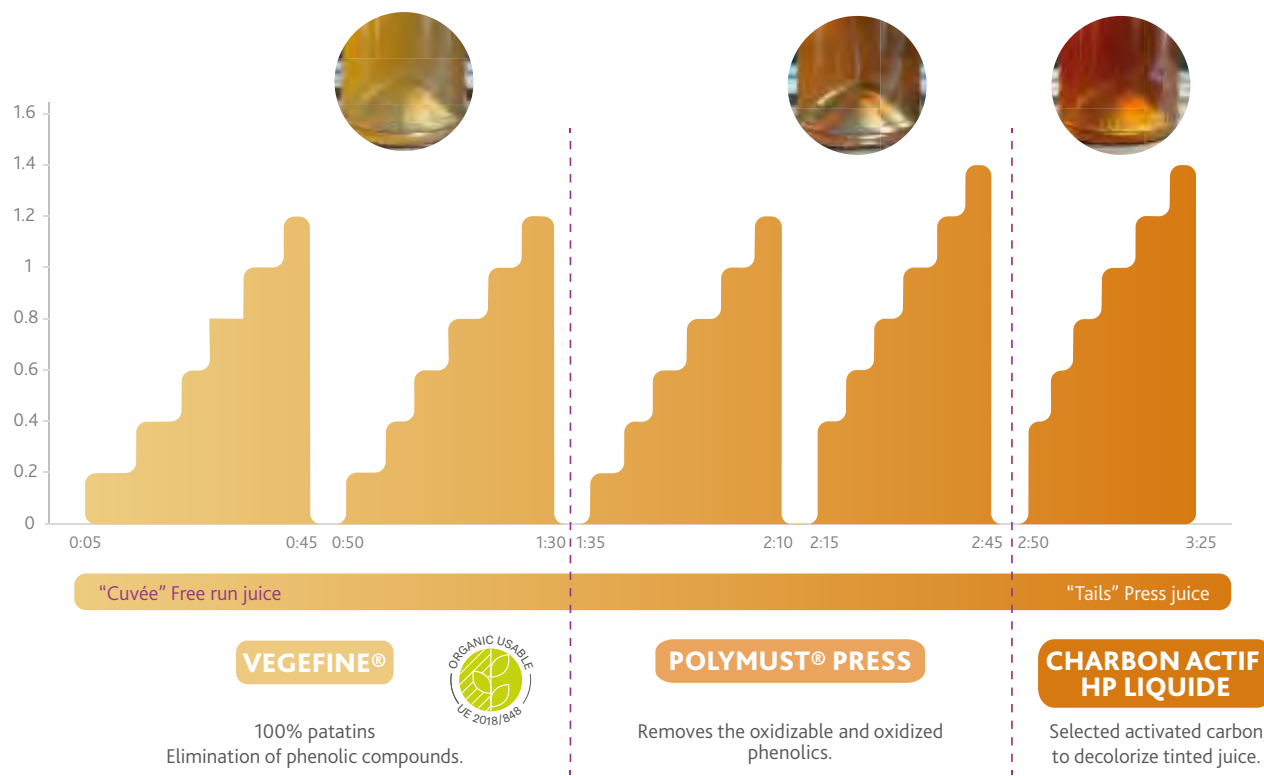 1.6
1.4
1.2
1
0.8
0.6
0.4
0.2
0
0:05
0:45
0:50
1:30
1:35
2:10
2:15
2:45
2:50
3:25
“Cuvée” Free run juice
“Tails” Press juice
VEGEFINE®
ORGANIC USABLE
UE 2018/848
100% patatins
Elimination of phenolic compounds.
POLYMUST® PRESS
Removes the oxidizable and oxidized
phenolics.
CHARBON ACTIF
HP LIQUIDE
Selected activated carbon
to decolorize tinted juice.